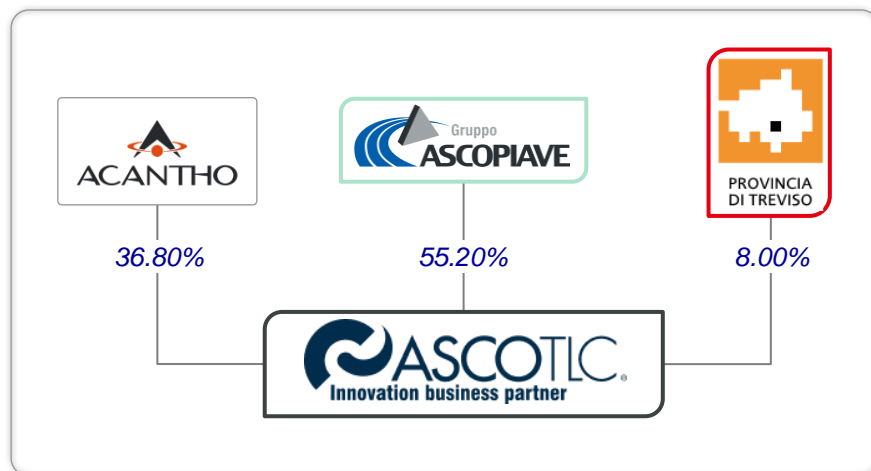 ACANTHO
Gruppo
ASCOPIAVE
PROVINCIA
DI TREVISO
36.80%
55.20%
8.00%
ASCOTLC®
Innovation business partner